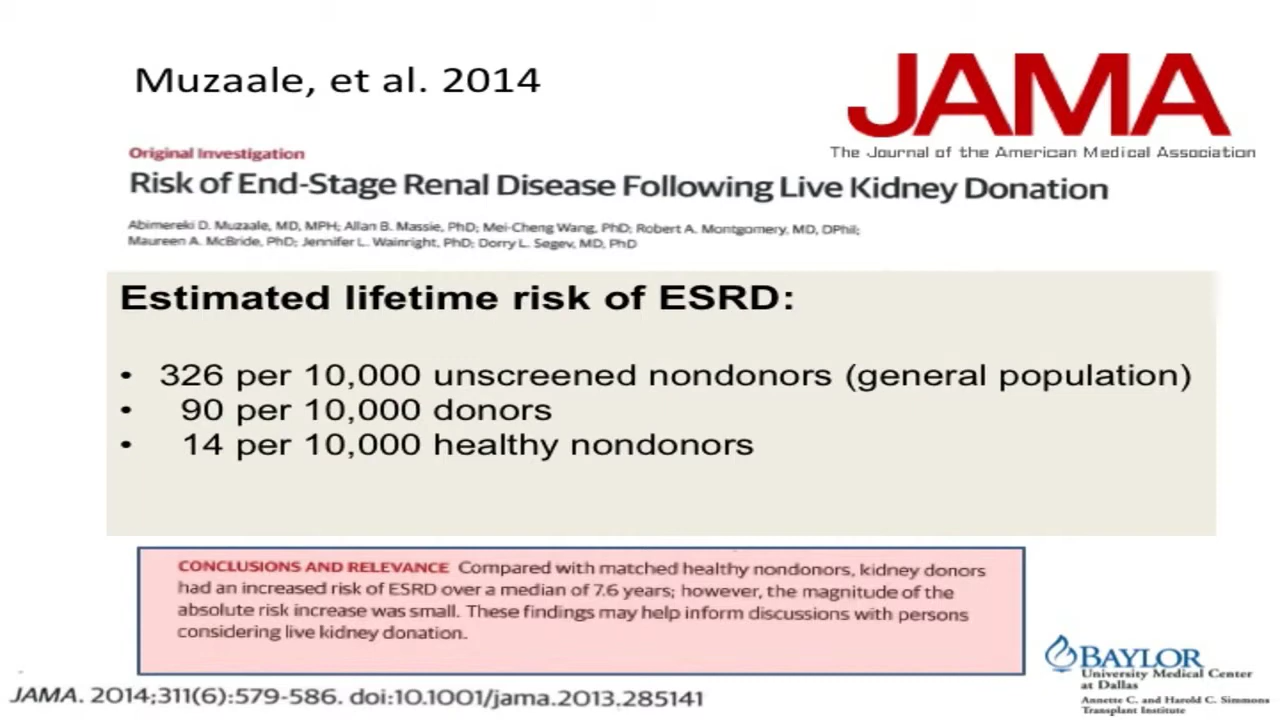 Muzaale, et al. 2014
JAMA
The Journal of the American Medical Association
Original Investigation
Risk of End-Stage Renal Disease Following Live Kidney Donation
Abimereki D. Muzaale, MD, MPH; Allan B. Massie, PhD; Mei-Cheng Wang, PhD; Robert A. Montgomery, MD, DPhil;
Maureen A. McBride, PhD; Jennifer L. Wainright, PhD; Dorry L. Segev, MD, PhD
Estimated lifetime risk of ESRD:
• 326 per 10,000 unscreened nondonors (general population)
• 90 per 10,000 donors
• 14 per 10,000 healthy nondonors
CONCLUSIONS AND RELEVANCE Compared with matched healthy nondonors, kidney donors
had an increased risk of ESRD over a median of 7.6 years; however, the magnitude of the
absolute risk increase was small. These findings may help inform discussions with persons
considering live kidney donation.
JAMA. 2014;311(6):579-586. doi:10.1001/jama.2013.285141
BAYLOR
University Medical Center
at Dallas
Annette C. and Harold C. Simmons
Transplant Institute